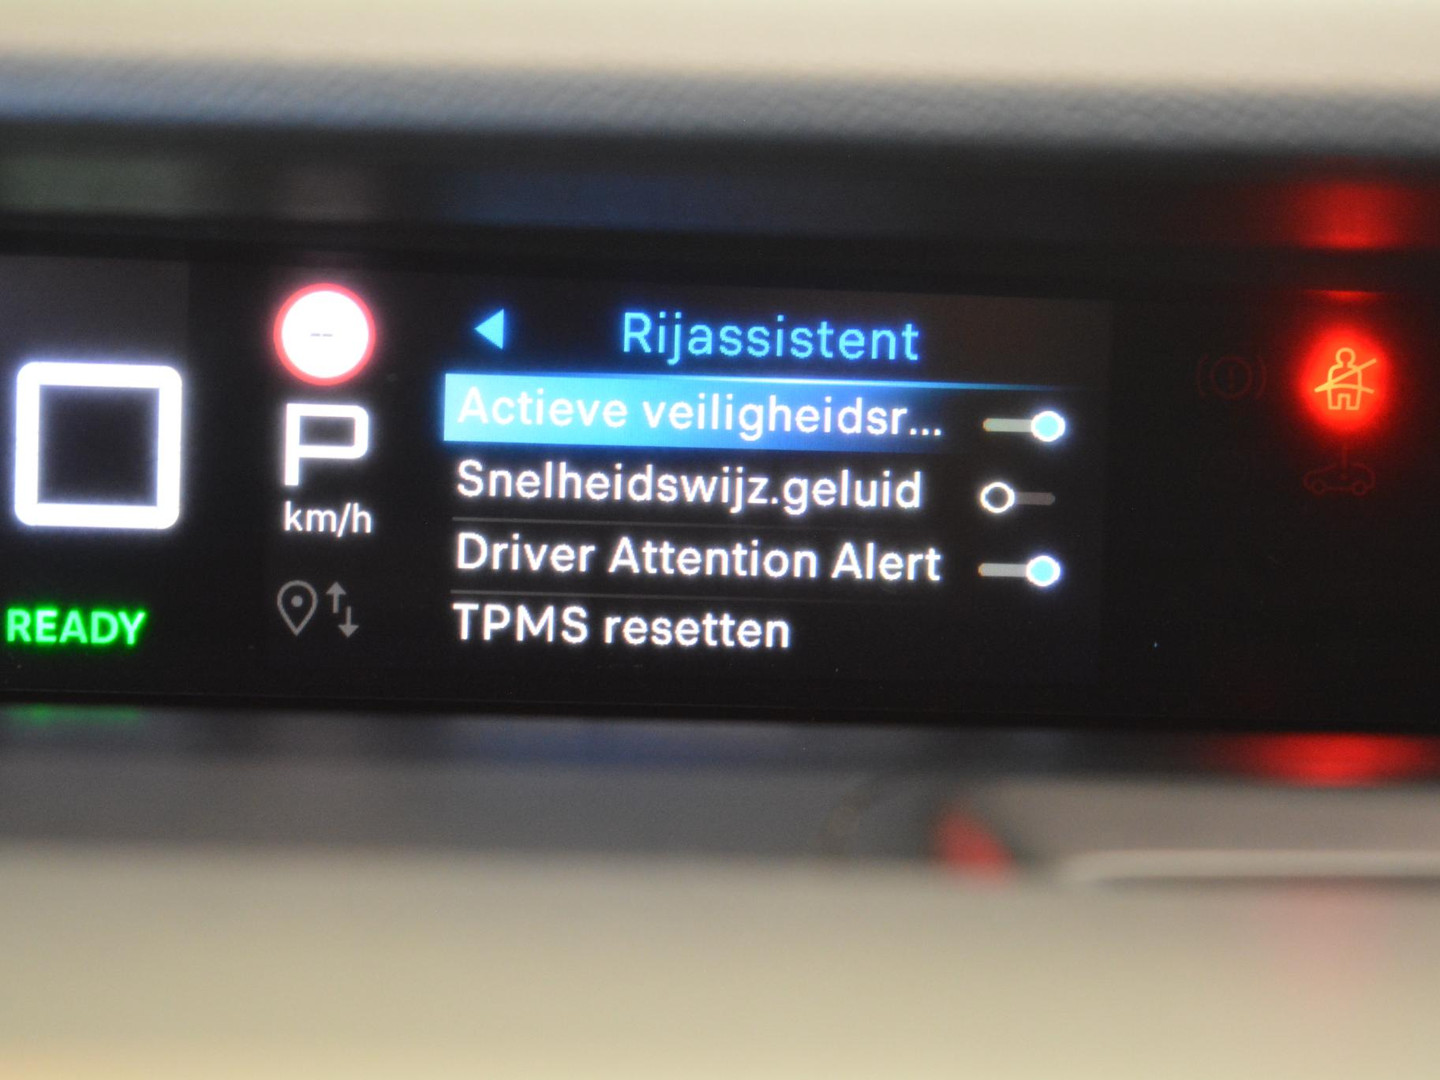 Rijassistent
Actieve veiligheidsr...
Snelheidswijz.geluid
Driver Attention Alert
TPMS resetten
--
P
km/h
READY